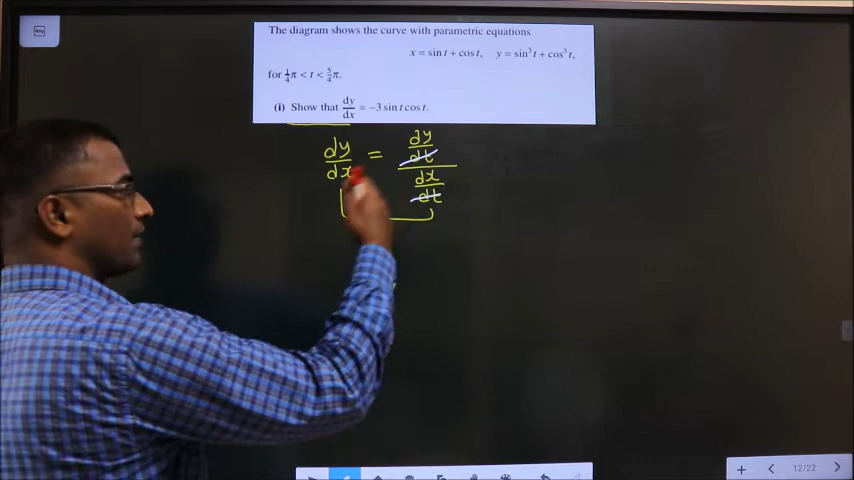 The diagram shows the curve with parametric equations
x = sin t + cos t, y = sin³ t + cos³ t,
for ¼π < t < 5/4π.
(i) Show that dy/dx = −3 sin t cos t.
dy/dx = dy/dt / dx/dt
12/22